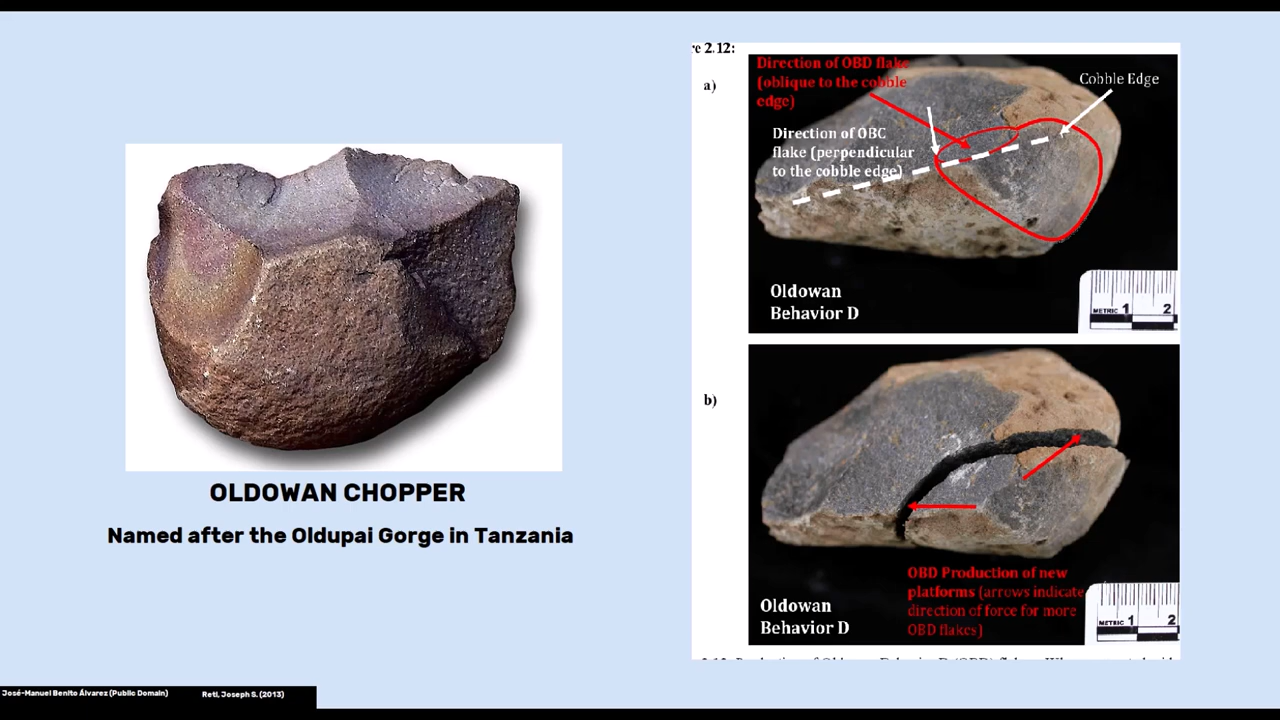 OLDOWAN CHOPPER
Named after the Oldupai Gorge in Tanzania
José-Manuel Benito Álvarez (Public Domain)
Reti, Joseph S. (2013)
re 2.12:
a)
Direction of OBD flake
(oblique to the cobble
edge)
Cobble Edge
Direction of OBC
flake (perpendicular
to the cobble edge)
Oldowan
Behavior D
METRIC 1 2
b)
OBD Production of new
platforms (arrows indicate
direction of force for more
OBD flakes)
Oldowan
Behavior D
METRIC 1 2